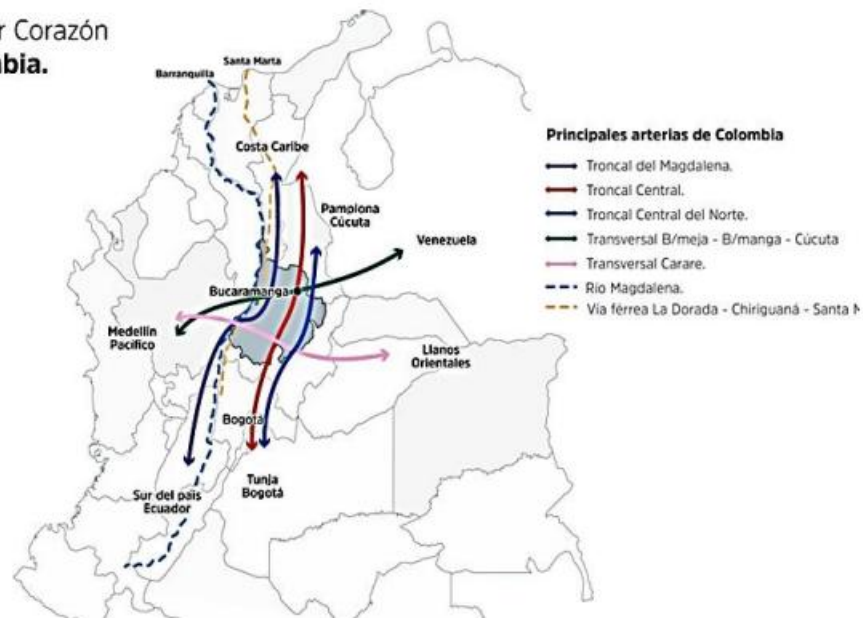 Corazón
Santa Marta
Barranquilla
Costa Caribe
Pamplona
Cúcuta
Venezuela
Bucaramanga
Medellín
Pacífico
Llanos
Orientales
Bogotá
Tunja
Bogotá
Sur del país
Ecuador
Principales arterias de Colombia
Troncal del Magdalena.
Troncal Central.
Troncal Central del Norte.
Transversal B/meja - B/manga - Cúcuta
Transversal Carare.
Río Magdalena.
Vía férrea La Dorada - Chiriguaná - Santa